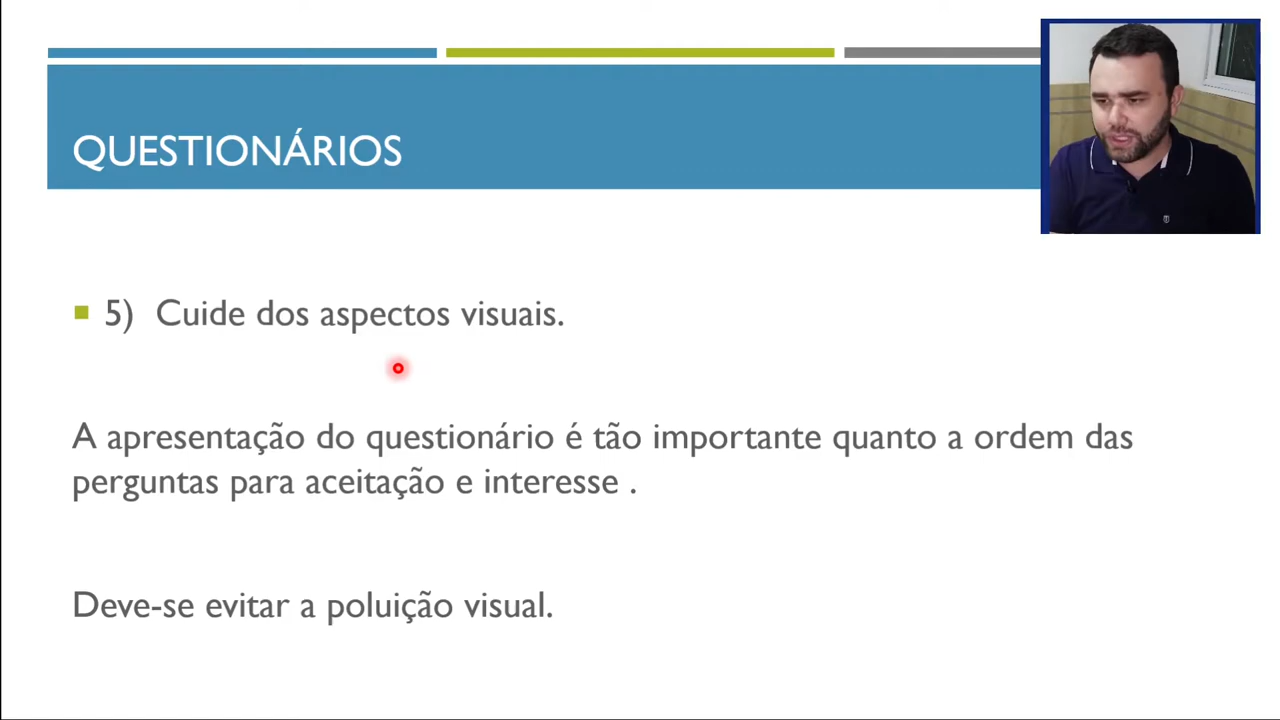 QUESTIONÁRIOS
5) Cuide dos aspectos visuais.
A apresentação do questionário é tão importante quanto a ordem das
perguntas para aceitação e interesse .
Deve-se evitar a poluição visual.